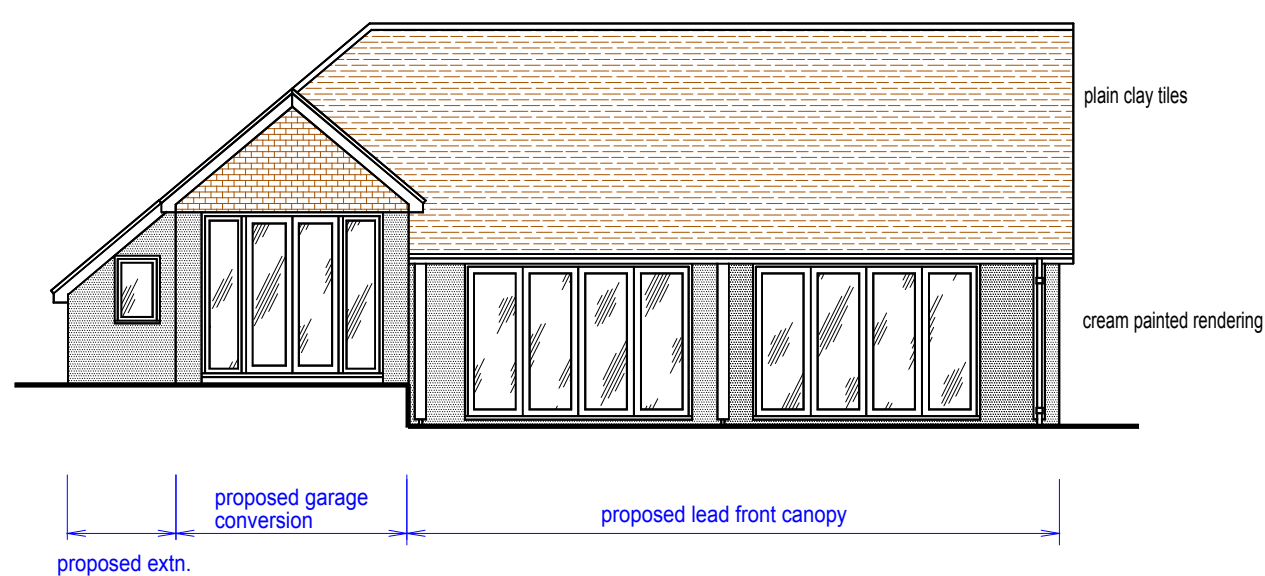 plain clay tiles
cream painted rendering
proposed garage
conversion
proposed lead front canopy
proposed extn.